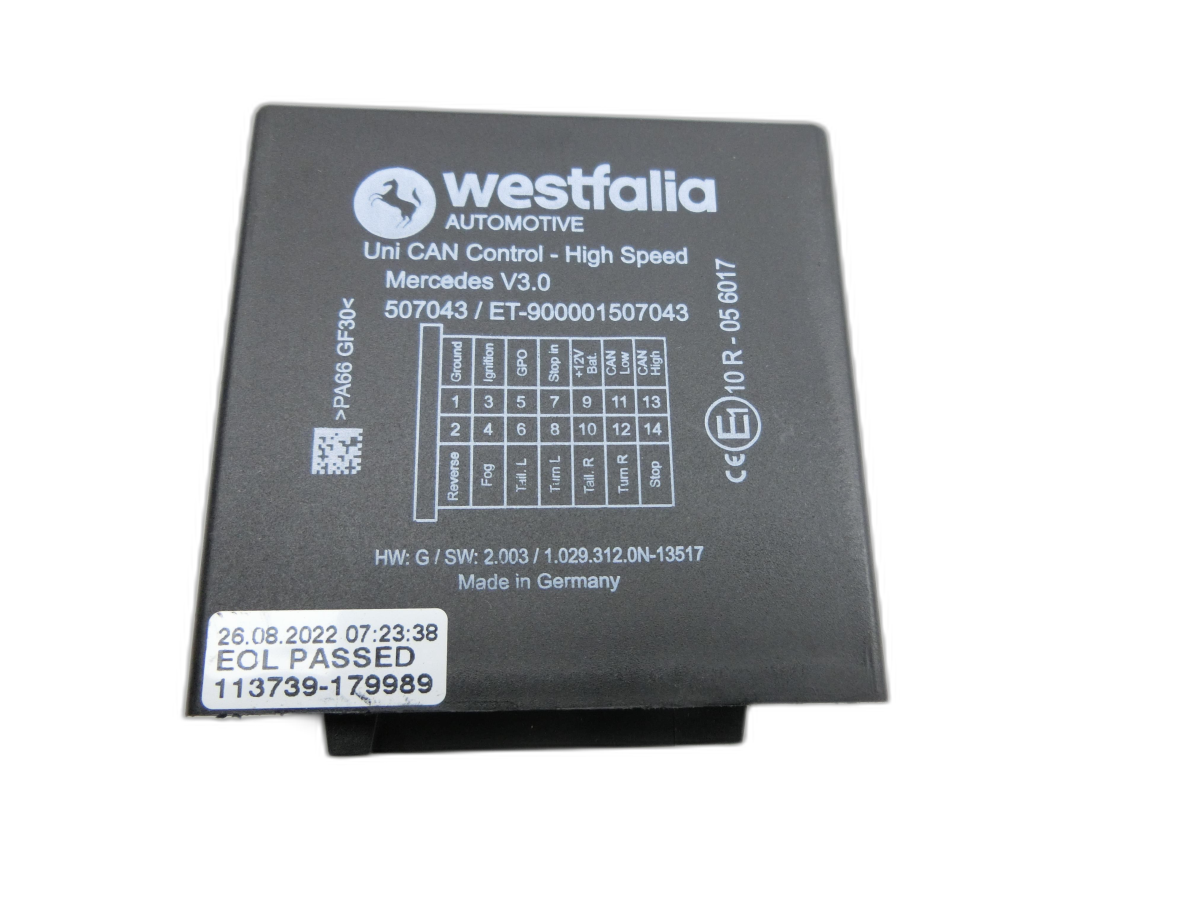 westfalia
AUTOMOTIVE
Uni CAN Control - High Speed
Mercedes V3.0
507043 / ET-900001507043
>PA66 GF30<
Ground Ignition GPO Stop in +12V Bat. CAN Low CAN High
1 3 5 7 9 11 13
2 4 6 8 10 12 14
Reverse Fog Tail. L Turn L Tail. R Turn R Stop
CE E1 10 R - 05 6017
HW: G / SW: 2.003 / 1.029.312.0N-13517
Made in Germany
26.08.2022 07:23:38
EOL PASSED
113739-179989